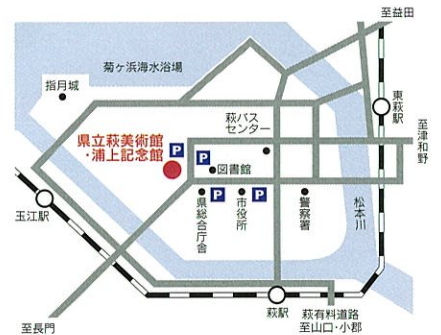 至益田
菊ヶ浜海水浴場
指月城
東萩駅
至津和野
萩バス
センター
県立萩美術館
・浦上記念館
P
P
図書館
玉江駅
県総合庁舎
P
市役所
P
警察署
松本川
至長門
萩駅
萩有料道路
至山口・小郡